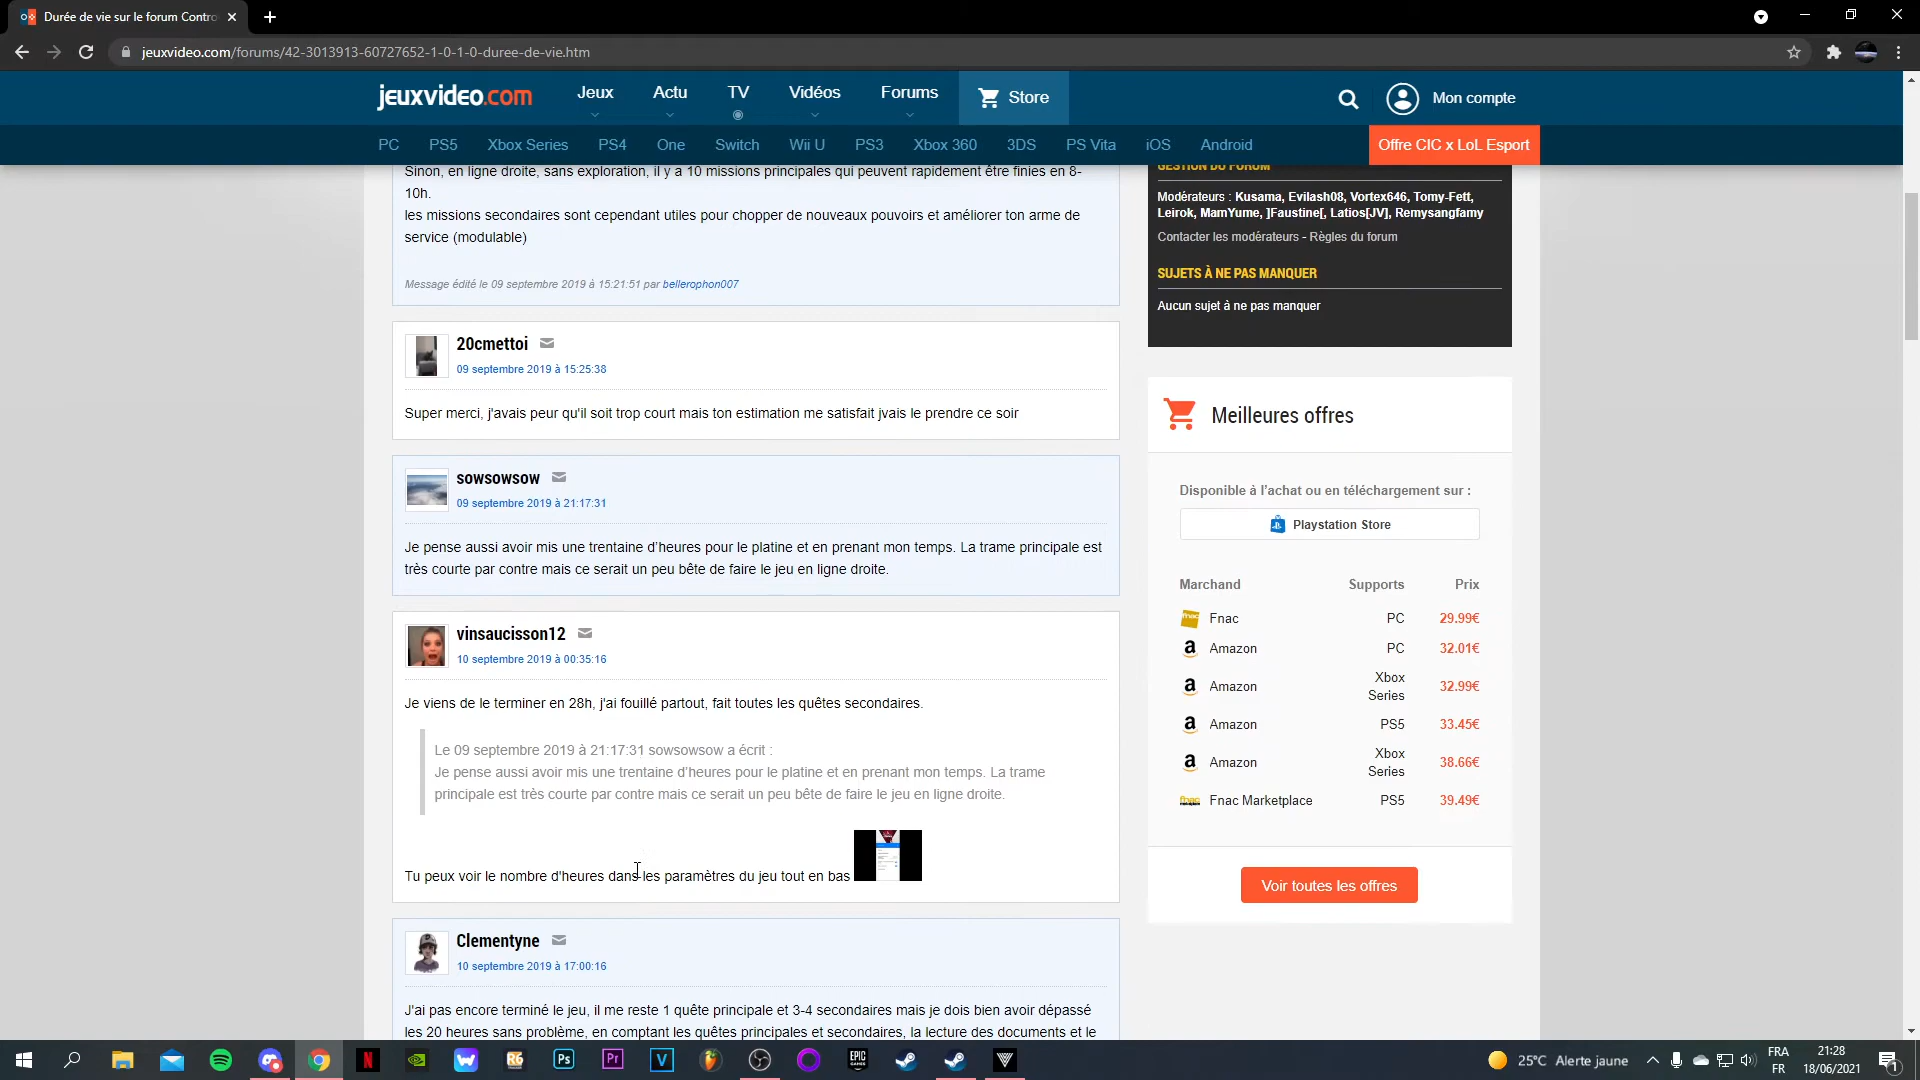 Durée de vie sur le forum Contro
jeuxvideo.com/forums/42-3013913-60727652-1-0-1-0-duree-de-vie.htm
jeuxvideo.com
Jeux
Actu
TV
Vidéos
Forums
Store
Mon compte
PC
PS5
Xbox Series
PS4
One
Switch
Wii U
PS3
Xbox 360
3DS
PS Vita
iOS
Android
Offre CIC x LoL Esport
Sinon, en ligne droite, sans exploration, il y a 10 missions principales qui peuvent rapidement être finies en 8-
10h.
les missions secondaires sont cependant utiles pour chopper de nouveaux pouvoirs et améliorer ton arme de
service (modulable)
Message édité le 09 septembre 2019 à 15:21:51 par bellerophon007
20cmettoi
09 septembre 2019 à 15:25:38
Super merci, j'avais peur qu'il soit trop court mais ton estimation me satisfait jvais le prendre ce soir
sowsowsow
09 septembre 2019 à 21:17:31
Je pense aussi avoir mis une trentaine d'heures pour le platine et en prenant mon temps. La trame principale est
très courte par contre mais ce serait un peu bête de faire le jeu en ligne droite.
vinsaucisson12
10 septembre 2019 à 00:35:16
Je viens de le terminer en 28h, j'ai fouillé partout, fait toutes les quêtes secondaires.
Le 09 septembre 2019 à 21:17:31 sowsowsow a écrit :
Je pense aussi avoir mis une trentaine d'heures pour le platine et en prenant mon temps. La trame
principale est très courte par contre mais ce serait un peu bête de faire le jeu en ligne droite.
Tu peux voir le nombre d'heures dans les paramètres du jeu tout en bas
Clementyne
10 septembre 2019 à 17:00:16
J'ai pas encore terminé le jeu, il me reste 1 quête principale et 3-4 secondaires mais je dois bien avoir dépassé
les 20 heures sans problème, en comptant les quêtes principales et secondaires, la lecture des documents et le
GESTION DU FORUM
Modérateurs : Kusama, Evilash08, Vortex646, Tomy-Fett,
Leirok, MamYume, ]Faustine[, Latios[JV], Remysangfamy
Contacter les modérateurs - Règles du forum
SUJETS À NE PAS MANQUER
Aucun sujet à ne pas manquer
Meilleures offres
Disponible à l'achat ou en téléchargement sur :
Playstation Store
Marchand Supports Prix
Fnac PC 29.99€
Amazon PC 32.01€
Amazon Xbox Series 32.99€
Amazon PS5 33.45€
Amazon Xbox Series 38.66€
Fnac Marketplace PS5 39.49€
Voir toutes les offres
R6
Ps
Pr
V
EPIC
GAMES
25°C Alerte jaune
FRA
FR
21:28
18/06/2021
1